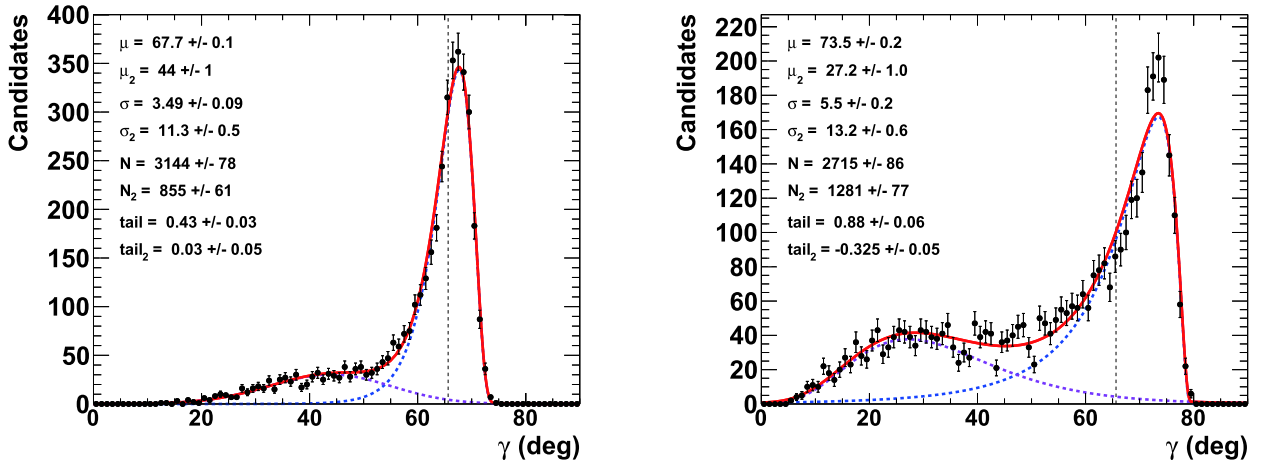 Candidates
400
350
300
250
200
150
100
50
0
μ = 67.7 +/- 0.1
μ2 = 44 +/- 1
σ = 3.49 +/- 0.09
σ2 = 11.3 +/- 0.5
N = 3144 +/- 78
N2 = 855 +/- 61
tail = 0.43 +/- 0.03
tail2 = 0.03 +/- 0.05
0 20 40 60 80
γ (deg)
Candidates
220
200
180
160
140
120
100
80
60
40
20
0
μ = 73.5 +/- 0.2
μ2 = 27.2 +/- 1.0
σ = 5.5 +/- 0.2
σ2 = 13.2 +/- 0.6
N = 2715 +/- 86
N2 = 1281 +/- 77
tail = 0.88 +/- 0.06
tail2 = -0.325 +/- 0.05
0 20 40 60 80
γ (deg)